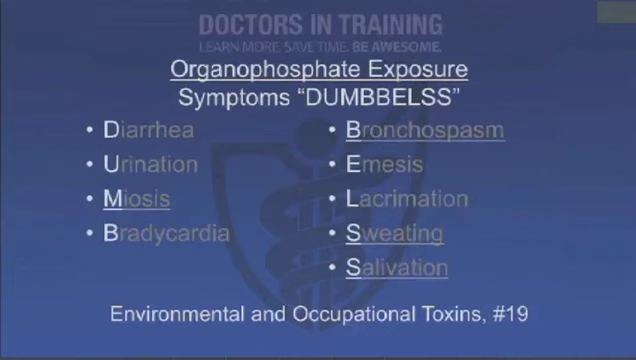 DOCTORS IN TRAINING
LEARN MORE. SAVE TIME. BE AWESOME.
Organophosphate Exposure
Symptoms "DUMBBELSS"
• Diarrhea
• Urination
• Miosis
• Bradycardia
• Bronchospasm
• Emesis
• Lacrimation
• Sweating
• Salivation
Environmental and Occupational Toxins, #19